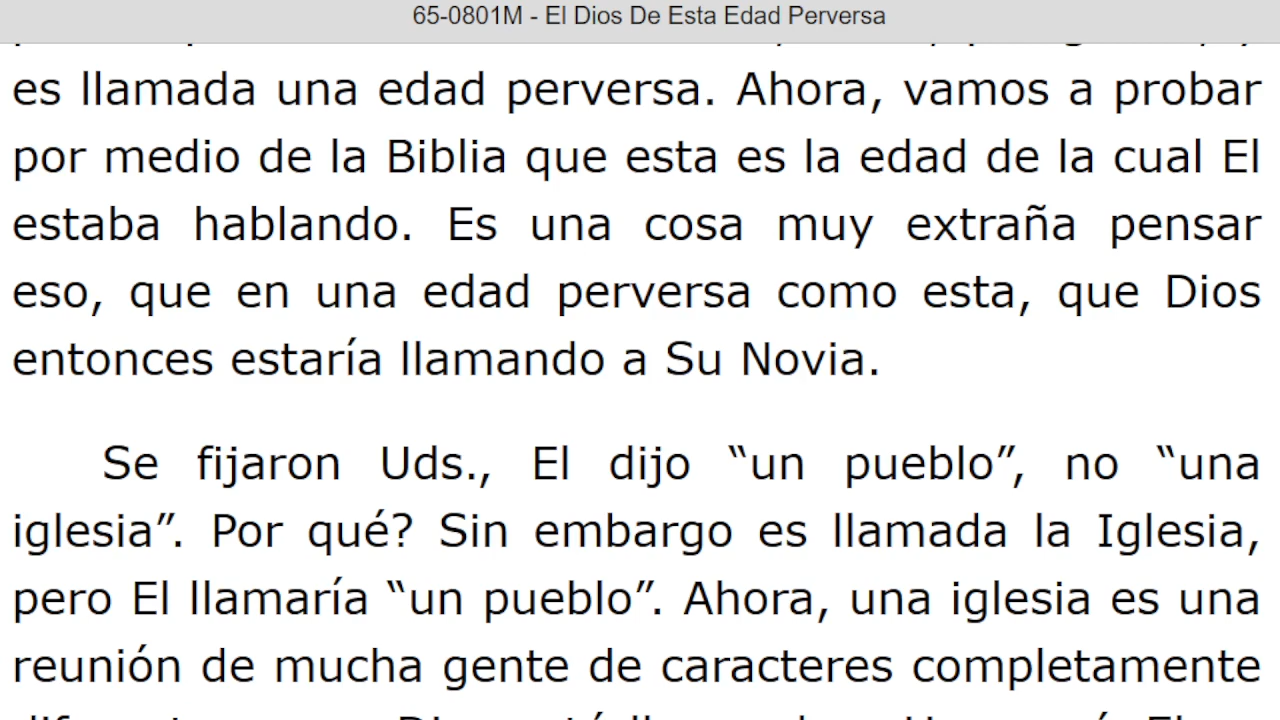 65-0801M - El Dios De Esta Edad Perversa
es llamada una edad perversa. Ahora, vamos a probar
por medio de la Biblia que esta es la edad de la cual El
estaba hablando. Es una cosa muy extraña pensar
eso, que en una edad perversa como esta, que Dios
entonces estaría llamando a Su Novia.
Se fijaron Uds., El dijo “un pueblo”, no “una
iglesia”. Por qué? Sin embargo es llamada la Iglesia,
pero El llamaría “un pueblo”. Ahora, una iglesia es una
reunión de mucha gente de caracteres completamente